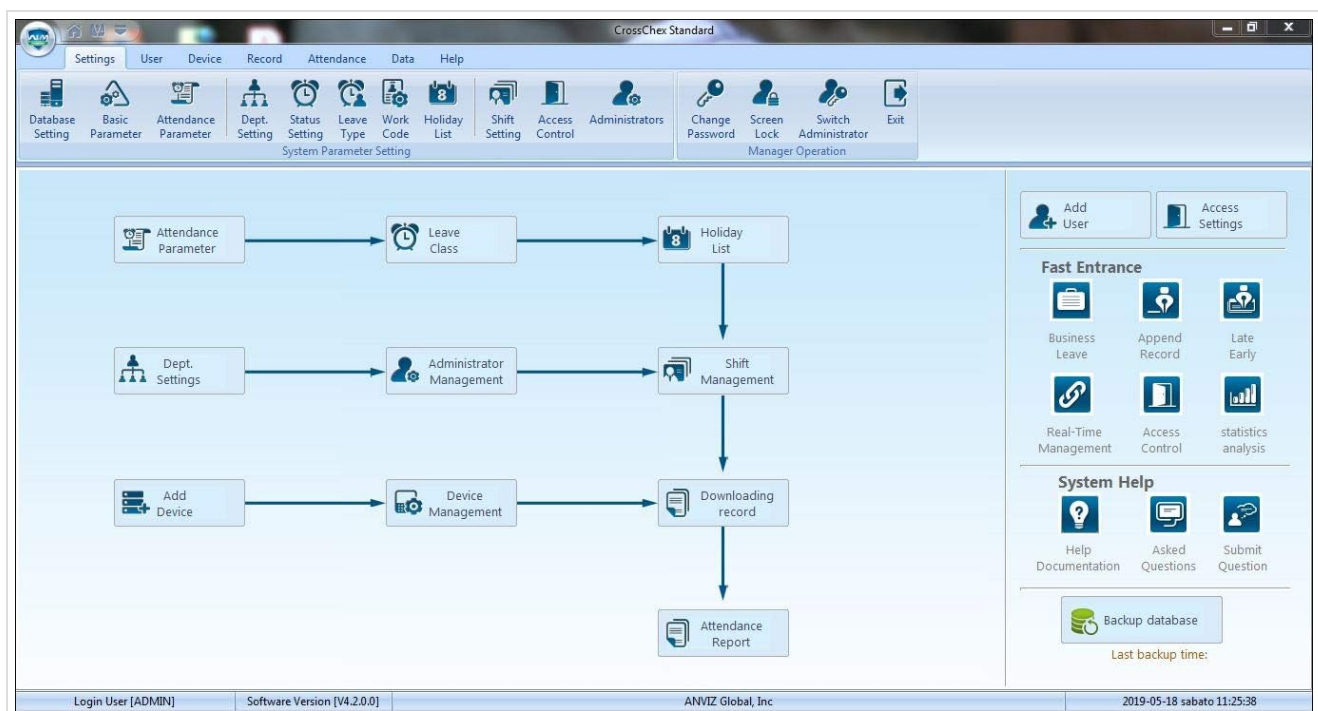 CrossChex Standard
Settings User Device Record Attendance Data Help
Database Basic Attendance Dept. Status Leave Work Holiday Shift Access Administrators Change Screen Switch Exit
Setting Parameter Parameter Setting Setting Type Code List Setting Control Password Lock Administrator
System Parameter Setting Manager Operation
Add
User
Access
Settings
Attendance
Parameter
Leave
Class
8
Holiday
List
Fast Entrance
Business
Leave
Append
Record
Late
Early
Dept.
Settings
Administrator
Management
Shift
Management
Real-Time
Management
Access
Control
statistics
analysis
Add
Device
Device
Management
Downloading
record
System Help
Help
Documentation
Asked
Questions
Submit
Question
Attendance
Report
Backup database
Last backup time:
Login User [ADMIN] Software Version [V4.2.0.0] ANVIZ Global, Inc 2019-05-18 sabato 11:25:38